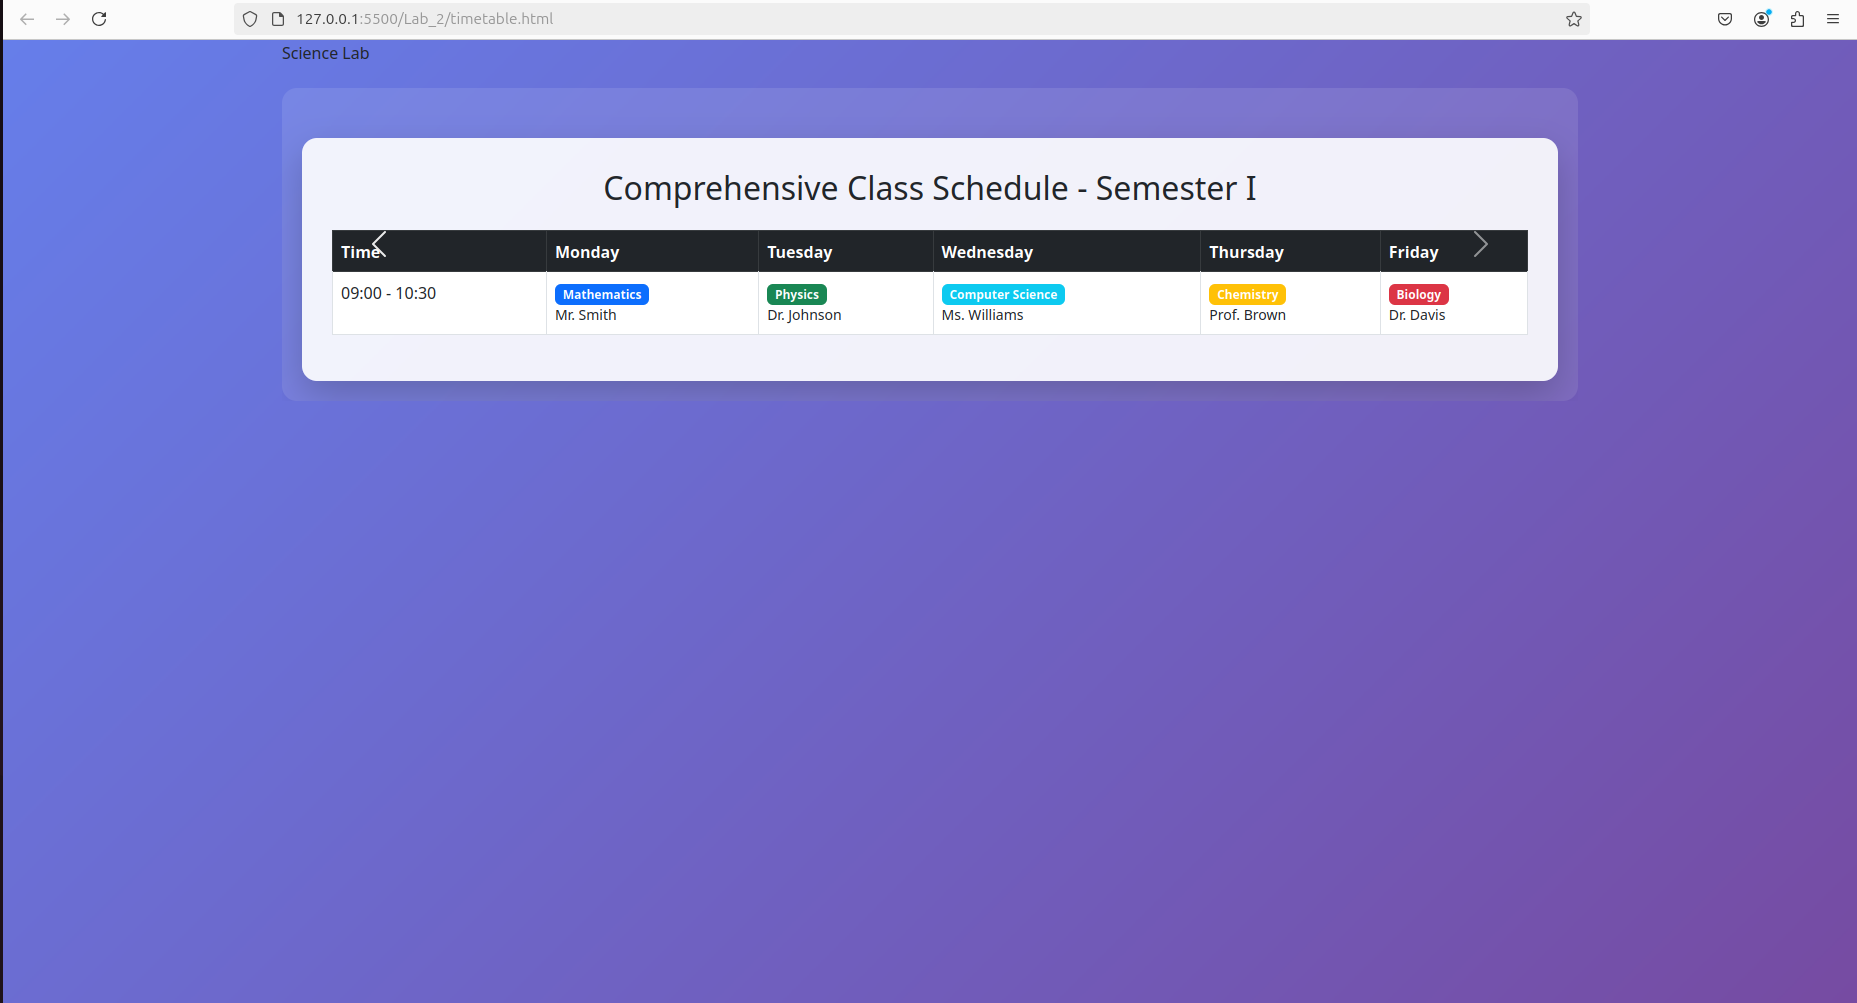 127.0.0.1:5500/Lab_2/timetable.html
Science Lab
Comprehensive Class Schedule - Semester I
Time Monday Tuesday Wednesday Thursday Friday
09:00 - 10:30 Mathematics Physics Computer Science Chemistry Biology
Mr. Smith Dr. Johnson Ms. Williams Prof. Brown Dr. Davis